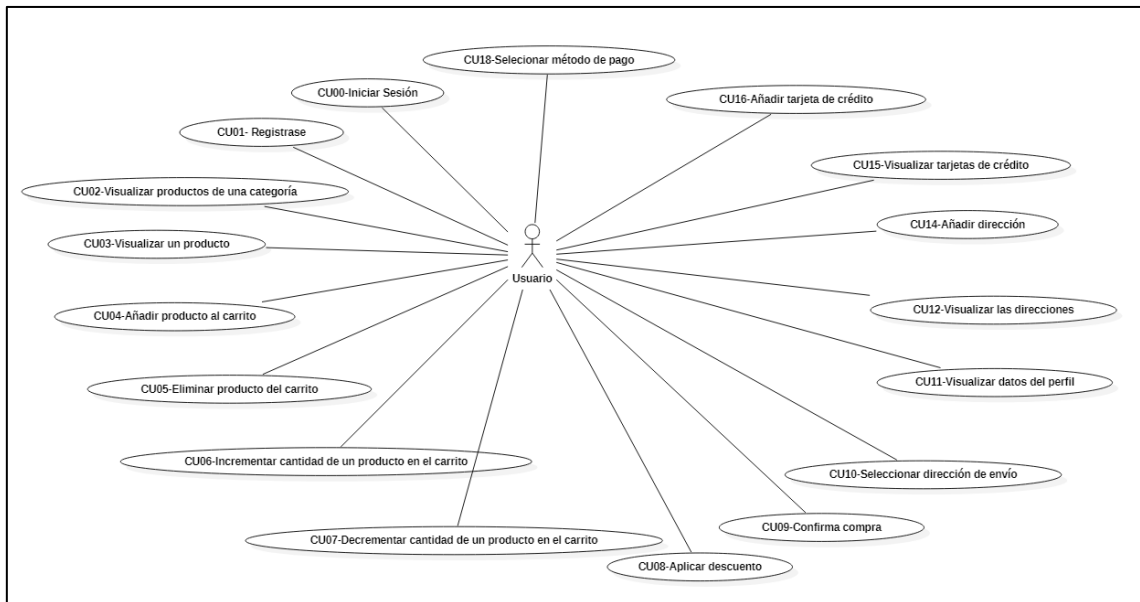 CU18-Selecionar método de pago
CU00-Iniciar Sesión
CU16-Añadir tarjeta de crédito
CU01- Registrase
CU15-Visualizar tarjetas de crédito
CU02-Visualizar productos de una categoría
CU14-Añadir dirección
CU03-Visualizar un producto
Usuario
CU12-Visualizar las direcciones
CU04-Añadir producto al carrito
CU11-Visualizar datos del perfil
CU05-Eliminar producto del carrito
CU06-Incrementar cantidad de un producto en el carrito
CU10-Seleccionar dirección de envío
CU09-Confirma compra
CU07-Decrementar cantidad de un producto en el carrito
CU08-Aplicar descuento